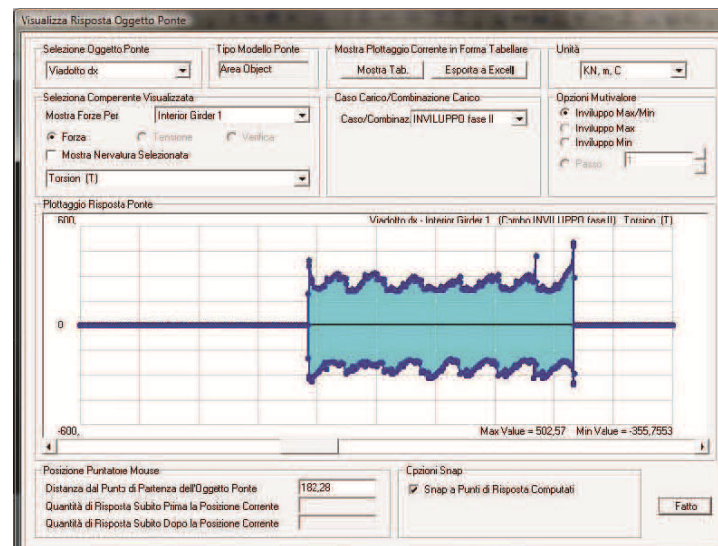 Visualizza Risposta Oggetto Ponte
Selezione Oggetto Ponte
Viadotto dx
Tipo Modello Ponte
Area Object
Mostra Plottaggio Corrente in Forma Tabellare
Mostra Tab.
Esporta a Excell
Unità
KN, m, C
Seleziona Componente Visualizzata
Mostra Forze Per
Interior Girder 1
Forza
Tensione
Verifica
Mostra Nervatura Selezionata
Torsion (T)
Caso Carico/Combinazione Carico
Caso/Combinaz.
INVILUPPO fase II
Opzioni Mutivalore
Inviluppo Max/Min
Inviluppo Max
Inviluppo Min
Passo
1
Plottaggio Risposta Ponte
600,
Viadotto dx - Interior Girder 1 (Combo INVILUPPO fase II) Torsion (T)
0
-600,
Max Value = 502,57 Min Value = -355,7553
Posizione Puntatore Mouse
Distanza dal Punto di Partenza dell'Oggetto Ponte
182,28
Quantità di Risposta Subito Prima la Posizione Corrente
Quantità di Risposta Subito Dopo la Posizione Corrente
Opzioni Snap
Snap a Punti di Risposta Computati
Fatto